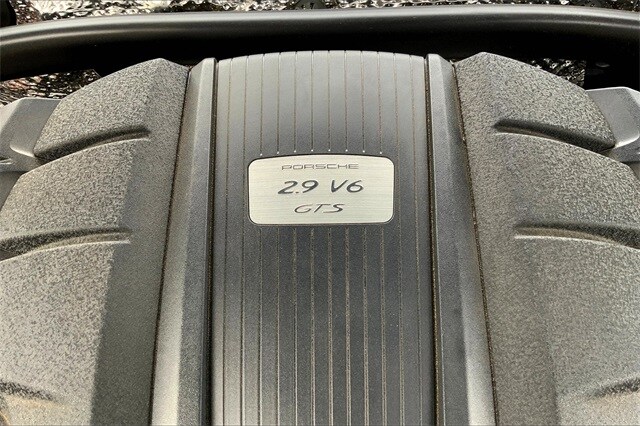 PORSCHE
2.9 V6
GTS